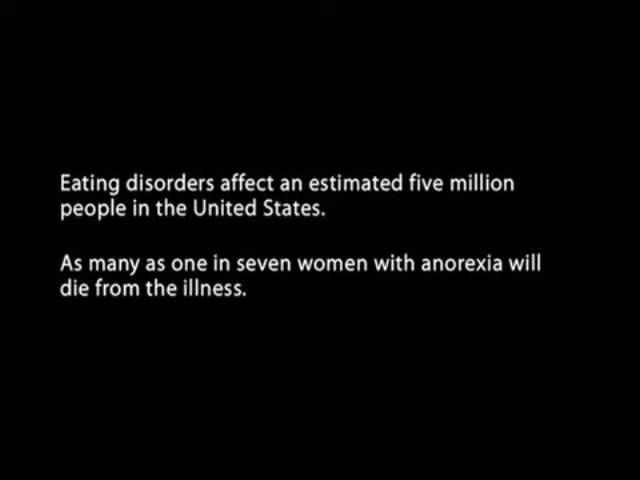 Eating disorders affect an estimated five million
people in the United States.
As many as one in seven women with anorexia will
die from the illness.